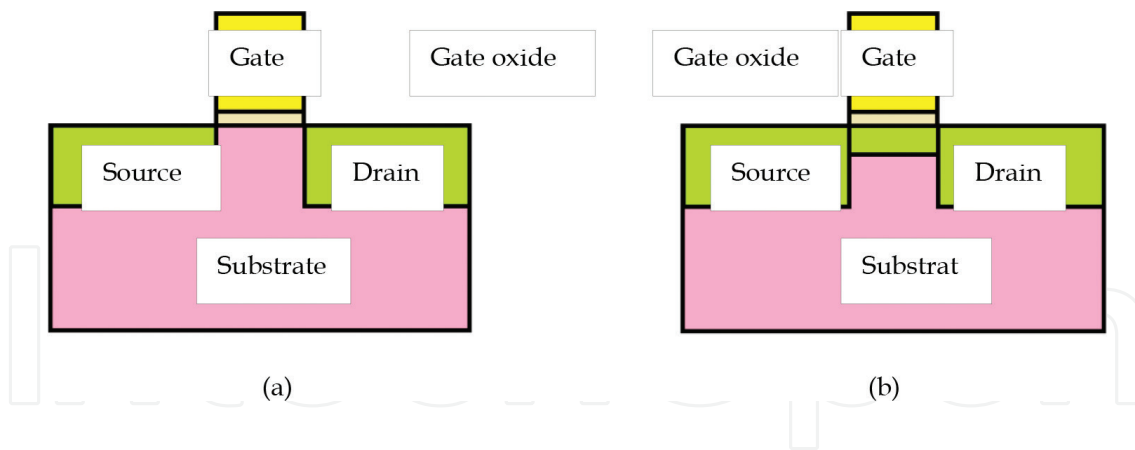 Gate
Gate oxide
Gate oxide
Gate
Source
Drain
Source
Drain
Substrate
Substrat
(a)
(b)